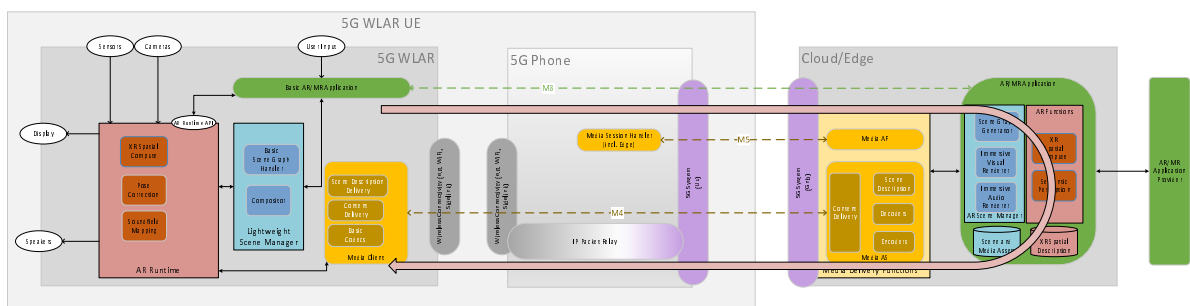 5G WLAR UE
Sensors
Cameras
User Input
5G WLAR
5G Phone
Cloud/Edge
Basic AR/MR Application
M8
AR/MR Application
AR Runtime API
Display
XR Spatial
Compute
Pose
Correction
Soundfield
Mapping
Speakers
AR Runtime
Basic
Scene Graph
Handler
Compositor
Lightweight
Scene Manager
Scene Description
Delivery
Content
Delivery
Basic
Codecs
Media Client
Media Session Handler
(incl. Edge)
M5
M4
IP Packet Relay
5G System
(Uu)
5G System
Media AF
Content
Delivery
Scene
Description
Decoders
Encoders
Media AS
Media Delivery Functions
Scene Graph
Generator
Immersive
Visual
Renderer
Immersive
Audio
Renderer
AR Scene Manager
AR Functions
XR
Spatial
Compute
Scene and
Media Assets
XR Spatial
Description
AR/MR
Application
Provider